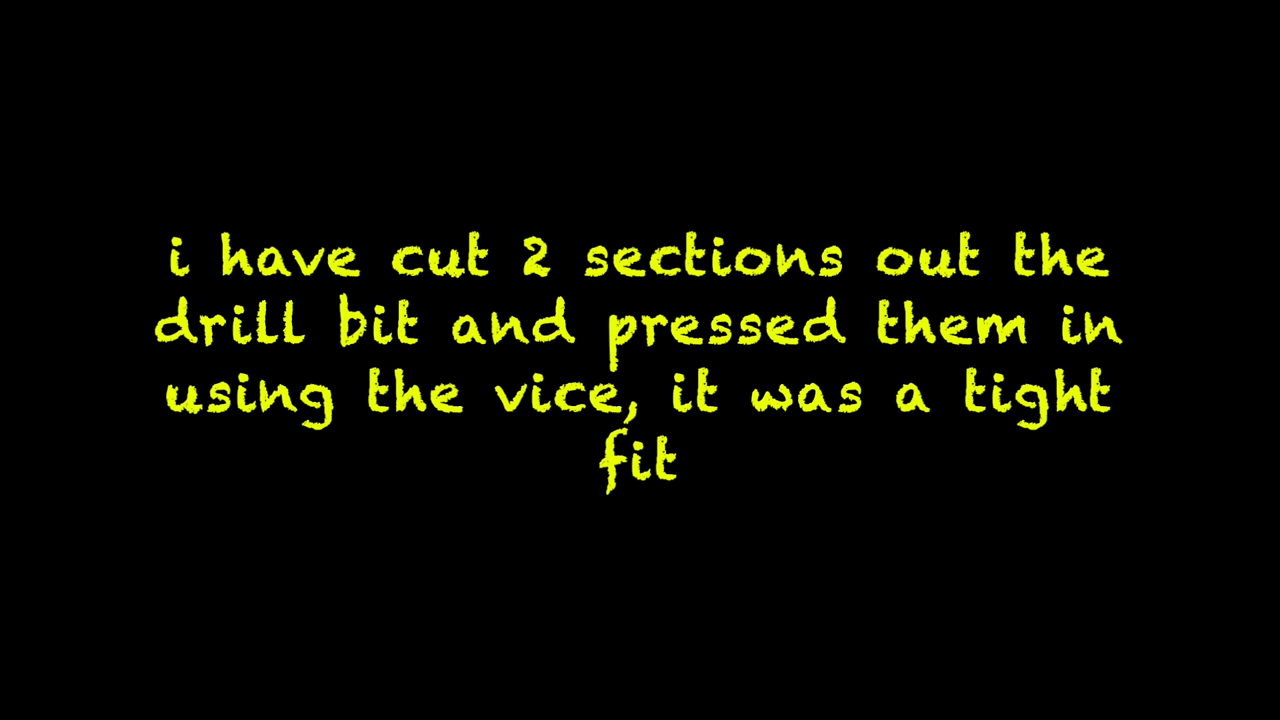 i have cut 2 sections out the
drill bit and pressed them in
using the vice, it was a tight
fit